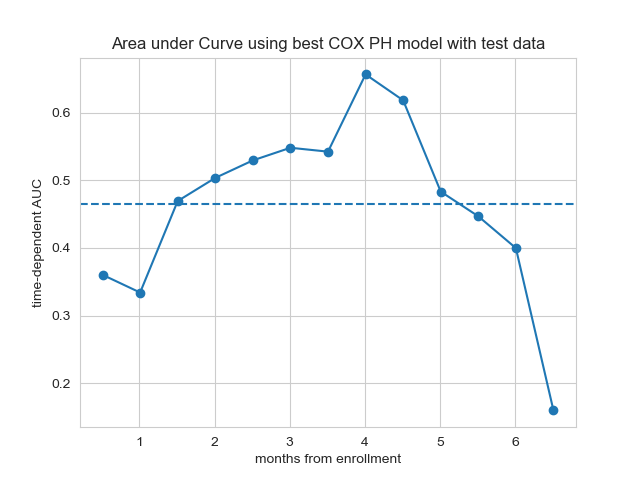 Area under Curve using best COX PH model with test data
time-dependent AUC
0.6
0.5
0.4
0.3
0.2
1 2 3 4 5 6
months from enrollment